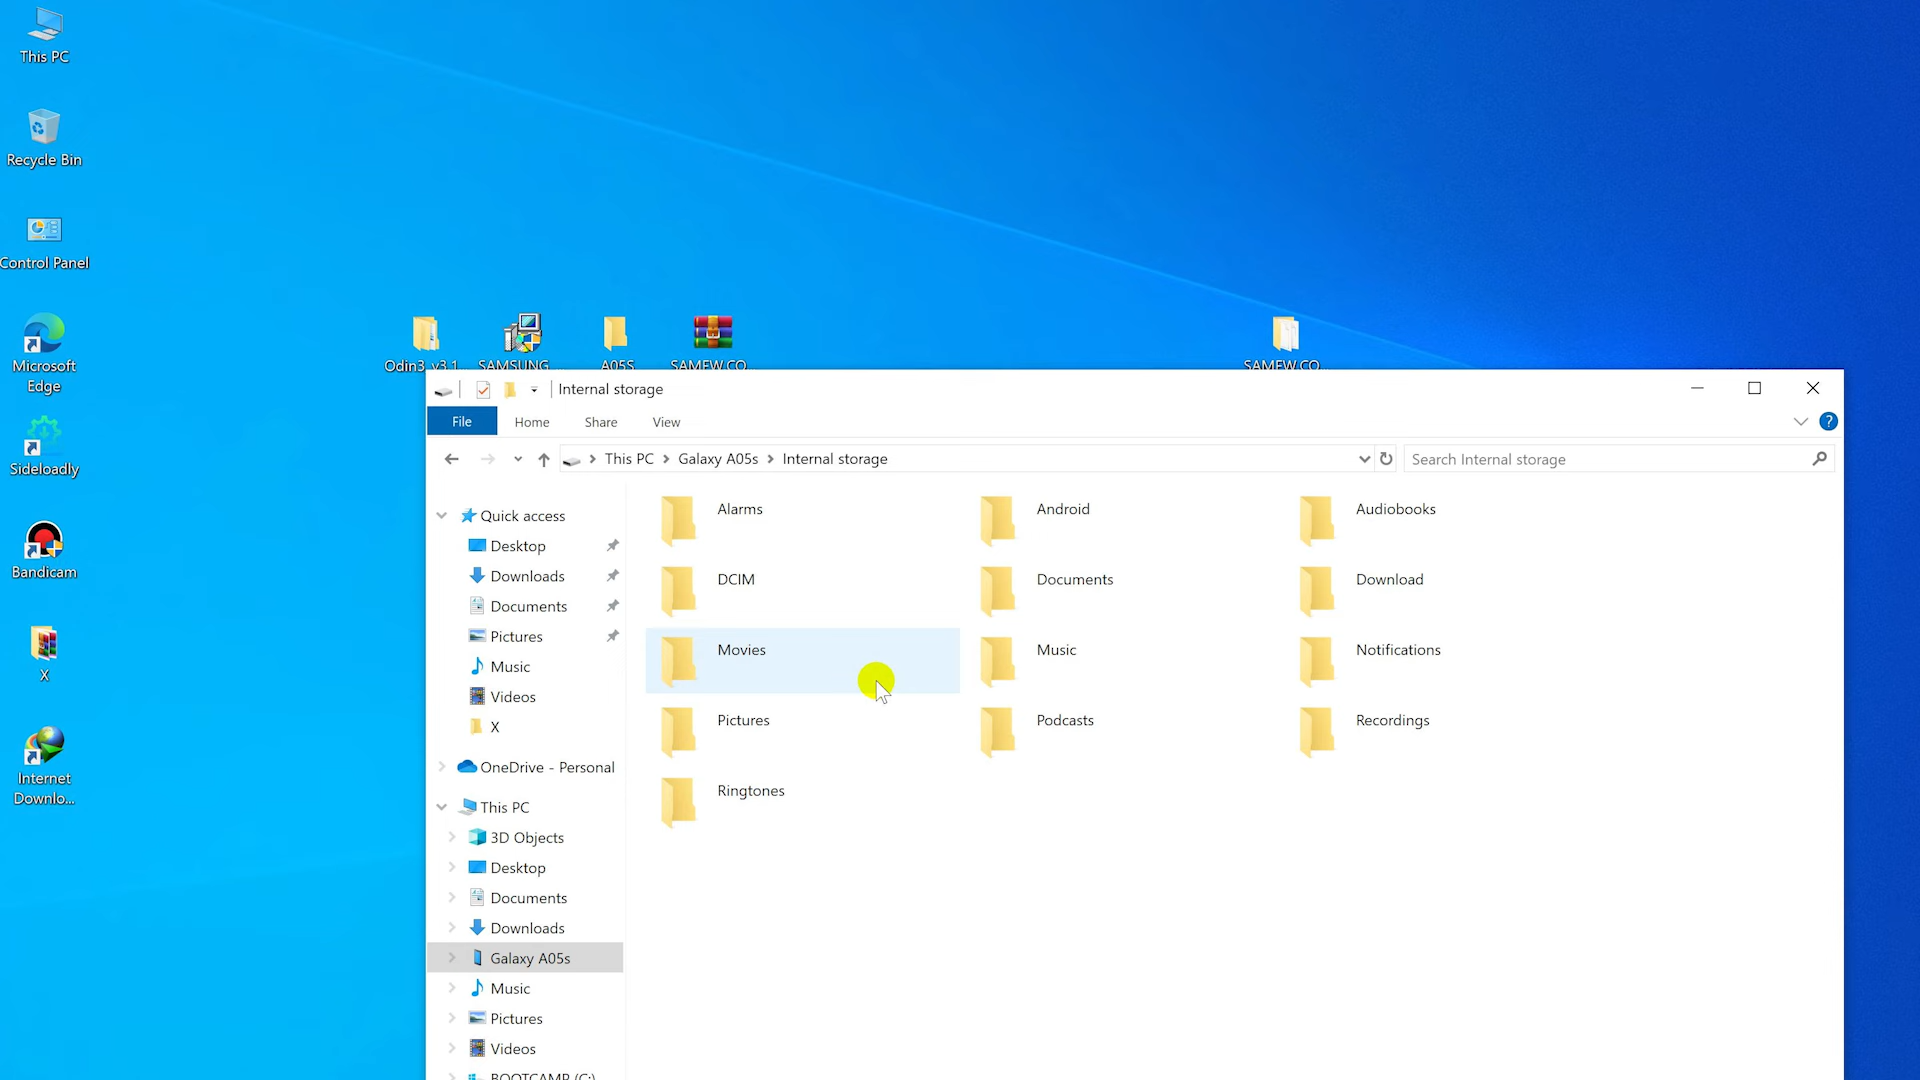 This PC
Recycle Bin
Control Panel
Microsoft
Edge
Sideloadly
Bandicam
X
Internet
Downlo...
Odin3_v3.1...
SAMSUNG_...
A05S
SAMFW.CO...
SAMFW.CO...
Internal storage
File
Home
Share
View
?
This PC
Galaxy A05s
Internal storage
Search Internal storage
Quick access
Desktop
Downloads
Documents
Pictures
Music
Videos
X
OneDrive - Personal
This PC
3D Objects
Desktop
Documents
Downloads
Galaxy A05s
Music
Pictures
Videos
BOOTCAMP (C:)
Alarms
Android
Audiobooks
DCIM
Documents
Download
Movies
Music
Notifications
Pictures
Podcasts
Recordings
Ringtones